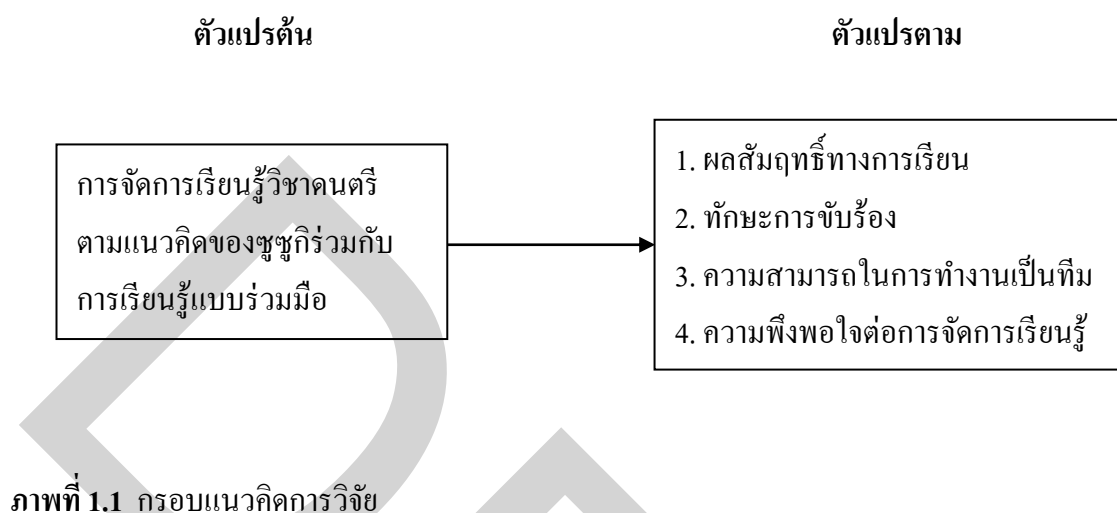 ตัวแปรต้น
ตัวแปรตาม
การจัดการเรียนรู้วิชาดนตรี
ตามแนวคิดของซูซูกิร่วมกับ
การเรียนรู้แบบร่วมมือ
1. ผลสัมฤทธิ์ทางการเรียน
2. ทักษะการขับร้อง
3. ความสามารถในการทำงานเป็นทีม
4. ความพึงพอใจต่อการจัดการเรียนรู้
ภาพที่ 1.1 กรอบแนวคิดการวิจัย